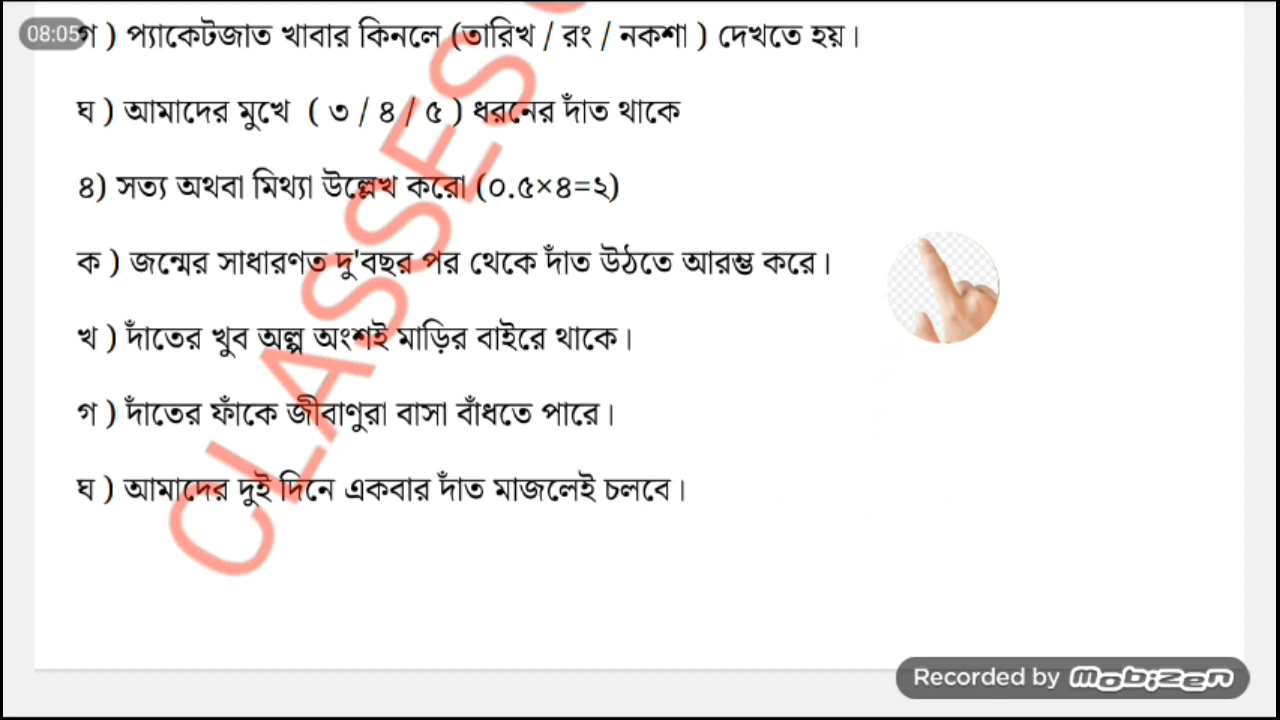 08:05
গ ) প্যাকেটজাত খাবার কিনলে (তারিখ / রং / নকশা ) দেখতে হয়।
ঘ ) আমাদের মুখে ( ৩ / ৪ / ৫ ) ধরনের দাঁত থাকে
৪) সত্য অথবা মিথ্যা উল্লেখ করো (০.৫×৪=২)
ক ) জন্মের সাধারণত দু'বছর পর থেকে দাঁত উঠতে আরম্ভ করে।
খ ) দাঁতের খুব অল্প অংশই মাড়ির বাইরে থাকে।
গ ) দাঁতের ফাঁকে জীবাণুরা বাসা বাঁধতে পারে।
ঘ ) আমাদের দুই দিনে একবার দাঁত মাজলেই চলবে।
CLASSES
Recorded by Mobizen